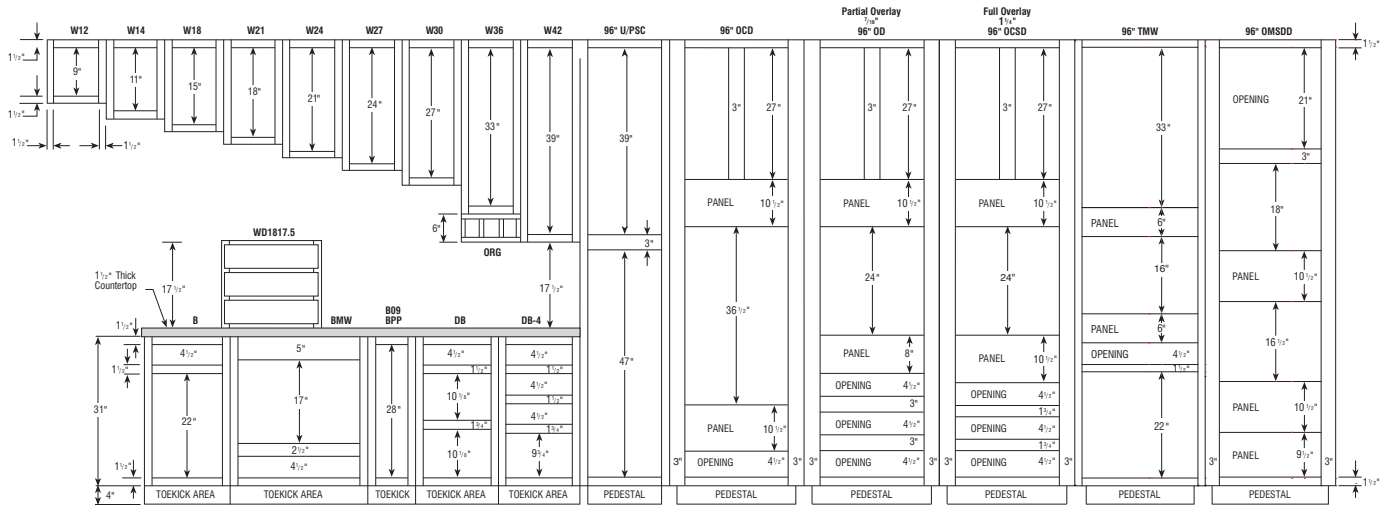 Partial Overlay
7/16"
Full Overlay
1 1/4"
W12 W14 W18 W21 W24 W27 W30 W36 W42 96" U/PSC 96" OCD 96" OD 96" OCSD 96" TMW 96" OMSDD
1 1/2" 1 1/2"
9" 11" 15" 18" 21" 24" 27" 33" 39" 39" 3" 27" 3" 27" 3" 27" 33" OPENING 21"
1 1/2"
1 1/2" 1 1/2"
3"
18"
PANEL 10 1/2" PANEL 10 1/2" PANEL 10 1/2"
PANEL 6"
6"
ORG
3"
WD1817.5
1 1/2" Thick
Countertop
17 1/2" 17 1/2"
36 1/2" 24" 24" 16"
PANEL 10 1/2"
B BMW B09
BPP DB DB-4
PANEL 6"
16 1/2"
1 1/2" 4 1/2" 5" 4 1/2" 4 1/2"
1 1/2" 1 1/2" 1 1/2"
PANEL 8" PANEL 10 1/2" OPENING 4 1/2"
1 1/2"
31" 22" 17" 28" 10 1/8" 4 1/2"
1 1/2"
47"
OPENING 4 1/2" OPENING 4 1/2"
3" 1 3/4"
PANEL 10 1/2"
1 3/4" 4 1/2"
1 3/4"
PANEL 10 1/2" OPENING 4 1/2" OPENING 4 1/2"
3" 1 3/4"
22"
2 1/2" 10 1/8" 9 3/4"
PANEL 9 1/2"
1 1/2" 4 1/2" 3" OPENING 4 1/2" 3" 3" OPENING 4 1/2" 3" 3" OPENING 4 1/2" 3" 3" 3"
1 1/2"
4" TOEKICK AREA TOEKICK AREA TOEKICK TOEKICK AREA TOEKICK AREA PEDESTAL PEDESTAL PEDESTAL PEDESTAL PEDESTAL PEDESTAL